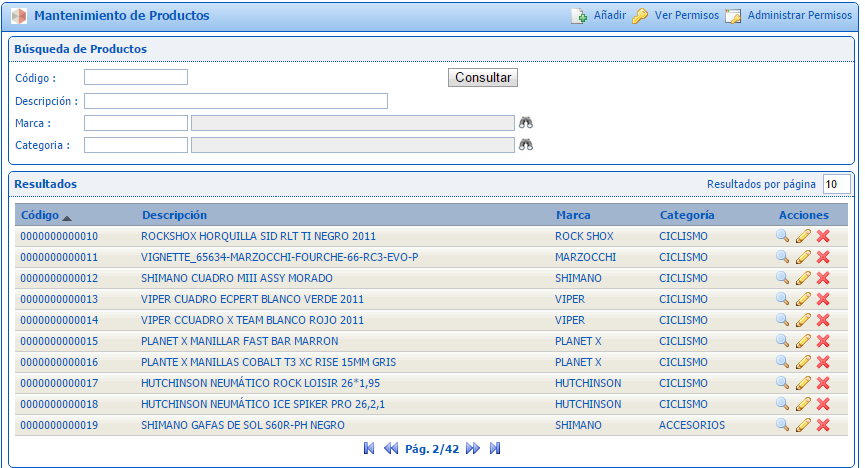 Mantenimiento de Productos Añadir Ver Permisos Administrar Permisos
Búsqueda de Productos
Código : Consultar
Descripción :
Marca :
Categoria :
Resultados Resultados por página 10
Código Descripción Marca Categoría Acciones
0000000000010 ROCKSHOX HORQUILLA SID RLT TI NEGRO 2011 ROCK SHOX CICLISMO
0000000000011 VIGNETTE_65634-MARZOCCHI-FOURCHE-66-RC3-EVO-P MARZOCCHI CICLISMO
0000000000012 SHIMANO CUADRO MIII ASSY MORADO SHIMANO CICLISMO
0000000000013 VIPER CUADRO ECPERT BLANCO VERDE 2011 VIPER CICLISMO
0000000000014 VIPER CCUADRO X TEAM BLANCO ROJO 2011 VIPER CICLISMO
0000000000015 PLANET X MANILLAR FAST BAR MARRON PLANET X CICLISMO
0000000000016 PLANTE X MANILLAS COBALT T3 XC RISE 15MM GRIS PLANET X CICLISMO
0000000000017 HUTCHINSON NEUMÁTICO ROCK LOISIR 26*1,95 HUTCHINSON CICLISMO
0000000000018 HUTCHINSON NEUMÁTICO ICE SPIKER PRO 26,2,1 HUTCHINSON CICLISMO
0000000000019 SHIMANO GAFAS DE SOL S60R-PH NEGRO SHIMANO ACCESORIOS
Pág. 2/42